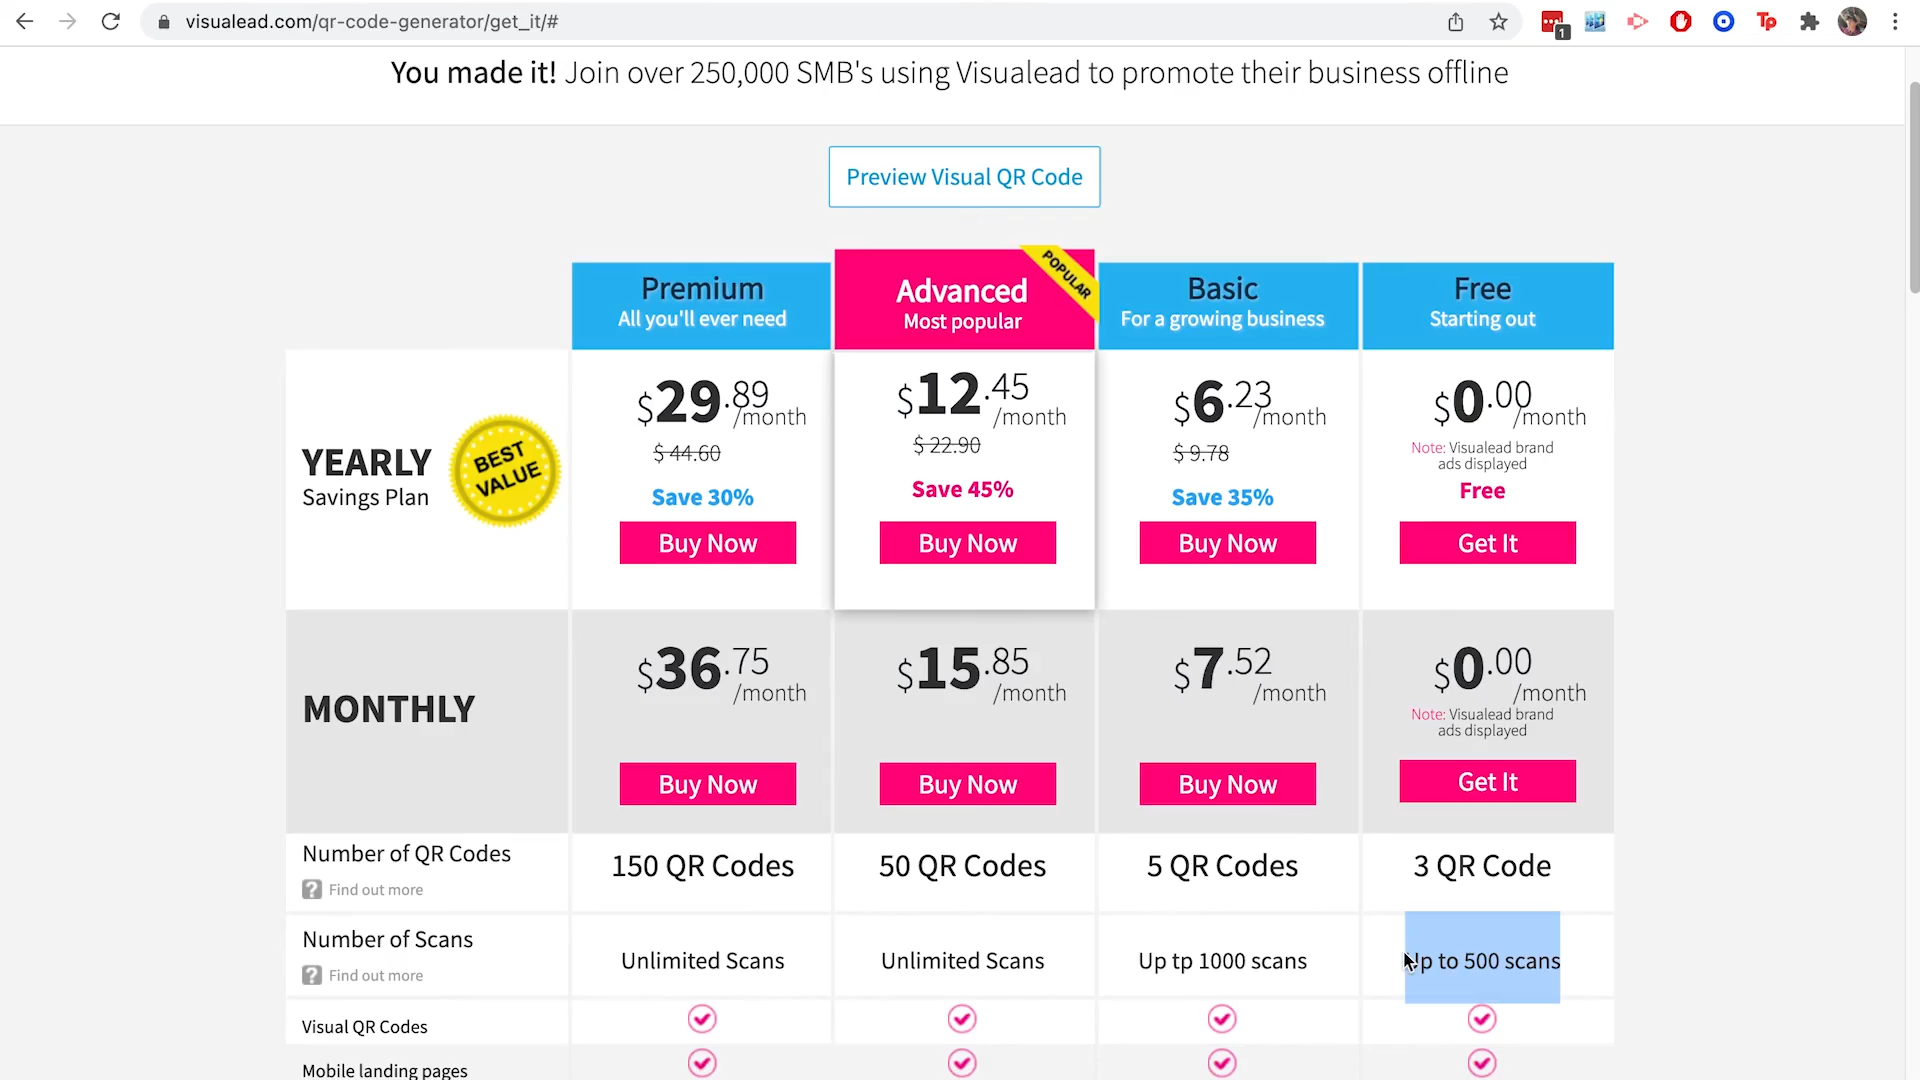 visualead.com/qr-code-generator/get_it/#
1
Tp
You made it! Join over 250,000 SMB's using Visualead to promote their business offline
Preview Visual QR Code
Premium
All you'll ever need
Advanced
Most popular
POPULAR
Basic
For a growing business
Free
Starting out
YEARLY
Savings Plan
BEST
VALUE
$29.89
/month
$ 44.60
Save 30%
Buy Now
$12.45
/month
$ 22.90
Save 45%
Buy Now
$6.23
/month
$ 9.78
Save 35%
Buy Now
$0.00
/month
Note: Visualead brand
ads displayed
Free
Get It
MONTHLY
$36.75
/month
Buy Now
$15.85
/month
Buy Now
$7.52
/month
Buy Now
$0.00
/month
Note: Visualead brand
ads displayed
Get It
Number of QR Codes
? Find out more
150 QR Codes
50 QR Codes
5 QR Codes
3 QR Code
Number of Scans
? Find out more
Unlimited Scans
Unlimited Scans
Up tp 1000 scans
Up to 500 scans
Visual QR Codes
Mobile landing pages